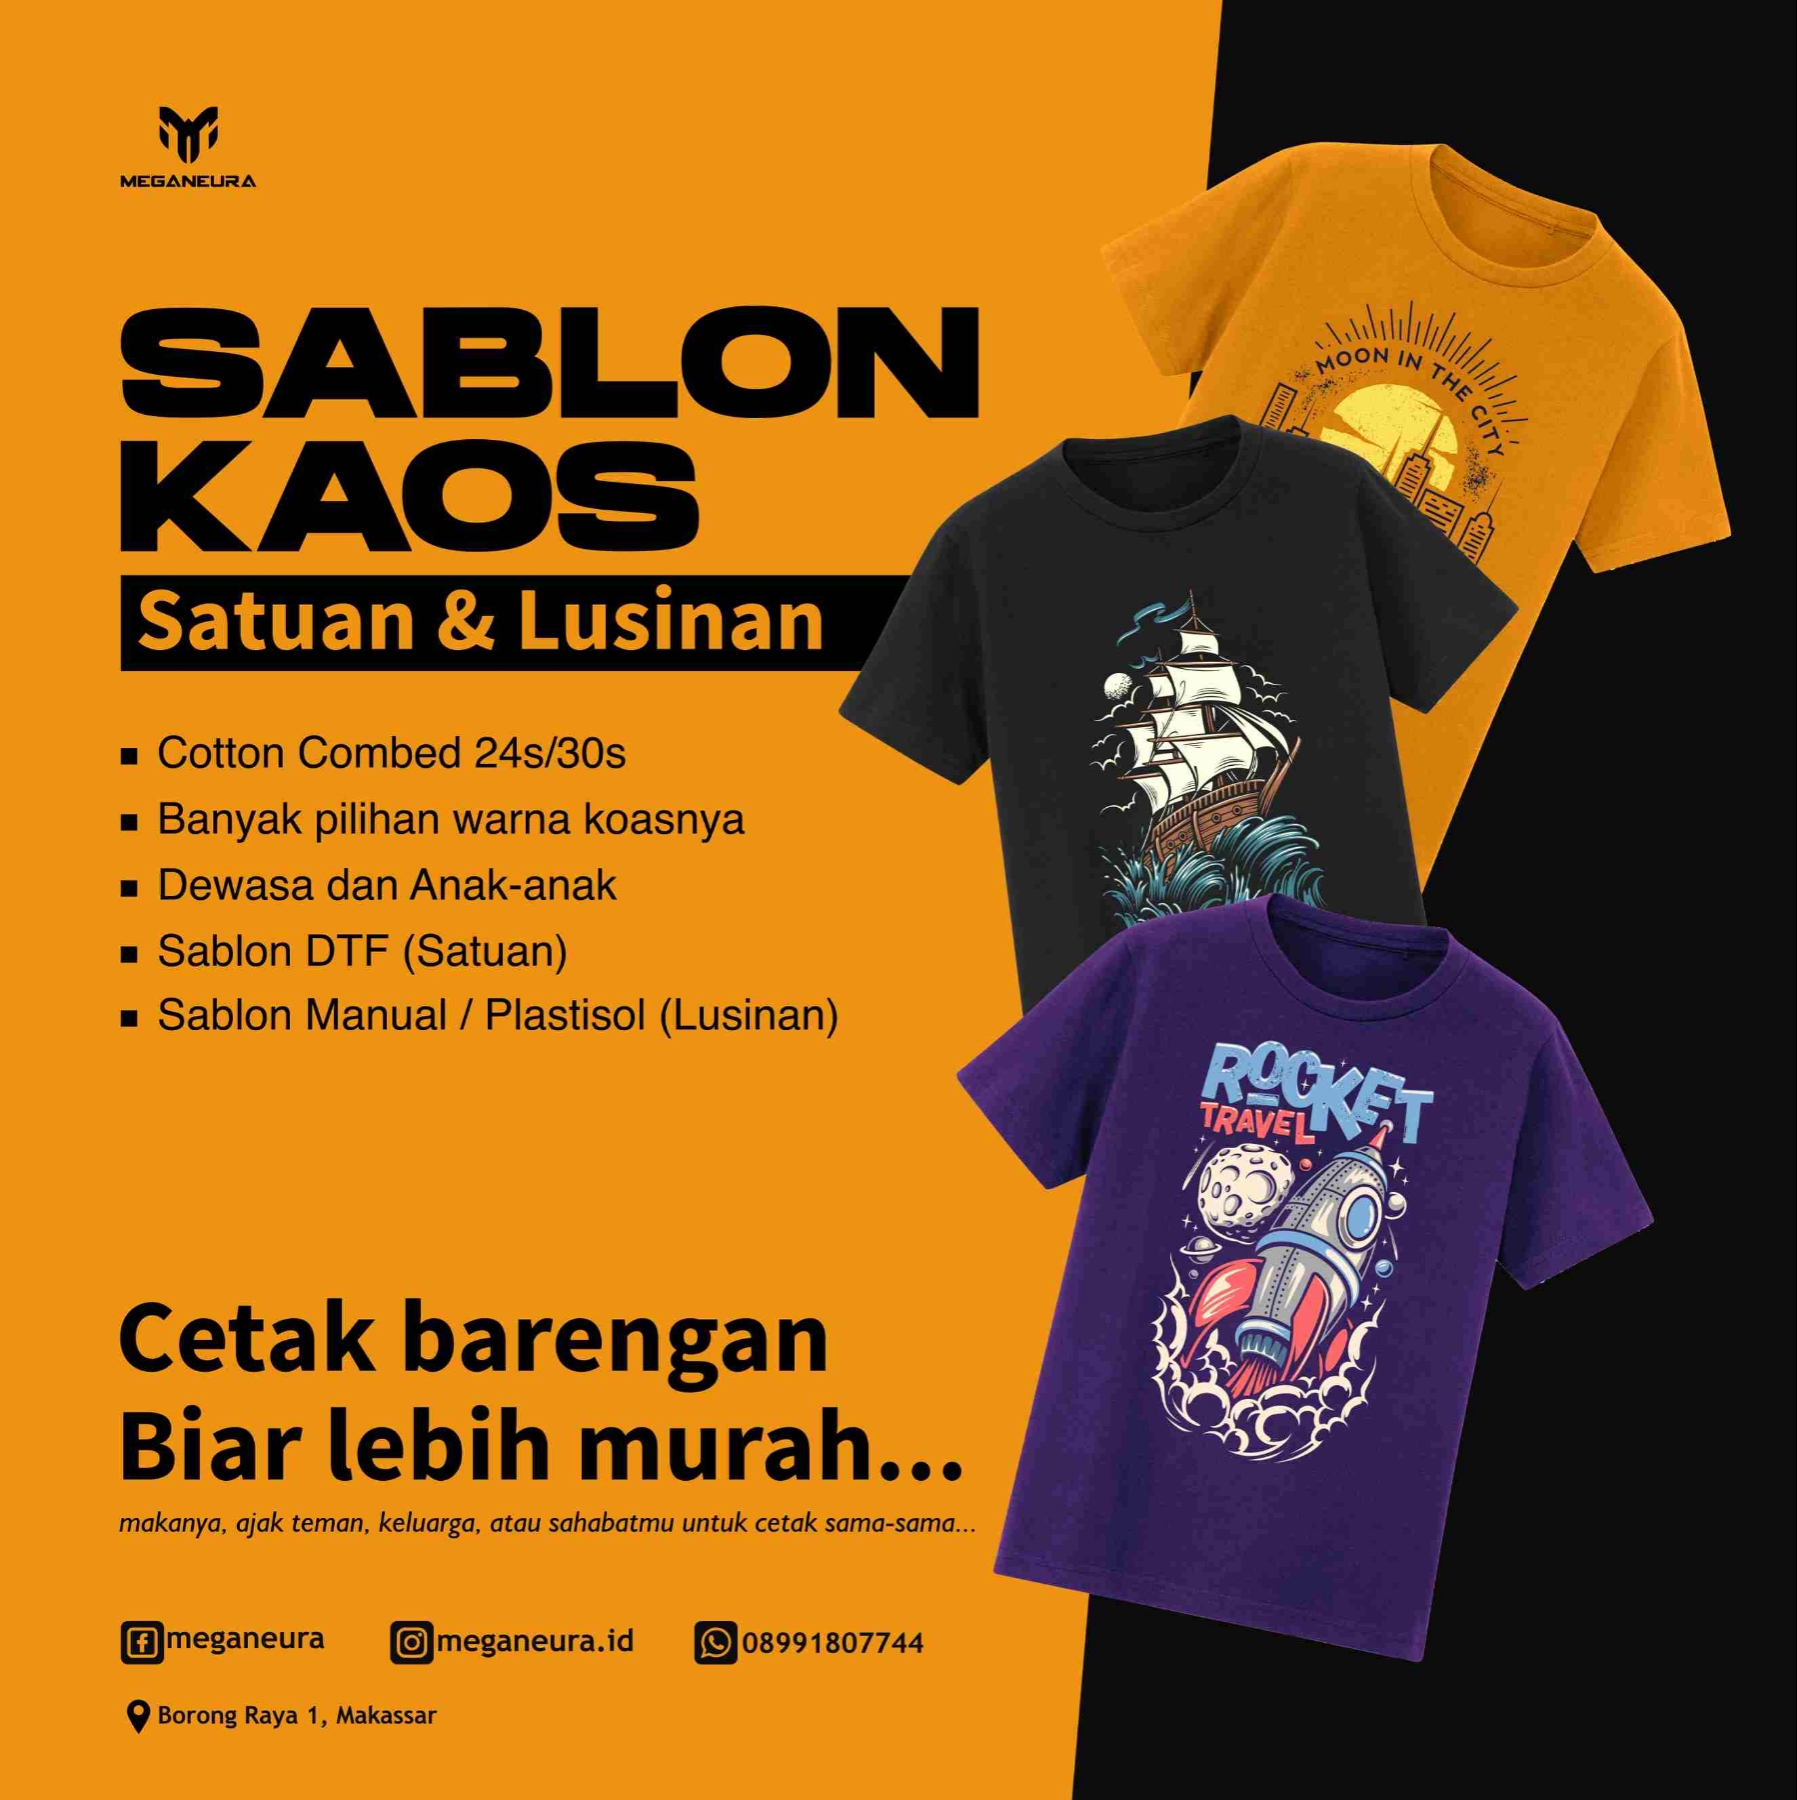 MEGANEURA
SABLON
KAOS
Satuan & Lusinan
Cotton Combed 24s/30s
Banyak pilihan warna koasnya
Dewasa dan Anak-anak
Sablon DTF (Satuan)
Sablon Manual / Plastisol (Lusinan)
MOON IN THE CITY
ROCKET
TRAVEL
Cetak barengan
Biar lebih murah...
makanya, ajak teman, keluarga, atau sahabatmu untuk cetak sama-sama...
meganeura
meganeura.id
08991807744
Borong Raya 1, Makassar